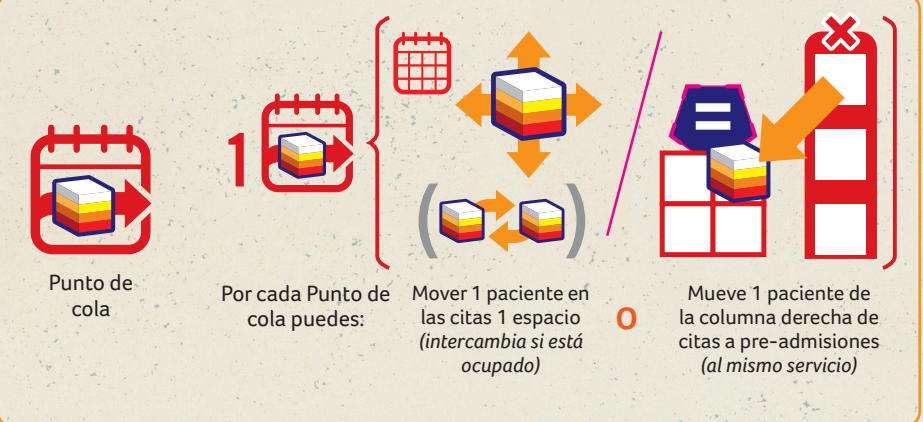 1
Punto de
cola
Por cada Punto de
cola puedes:
Mover 1 paciente en
las citas 1 espacio
(intercambia si está
ocupado)
O
Mueve 1 paciente de
la columna derecha de
citas a pre-admisiones
(al mismo servicio)